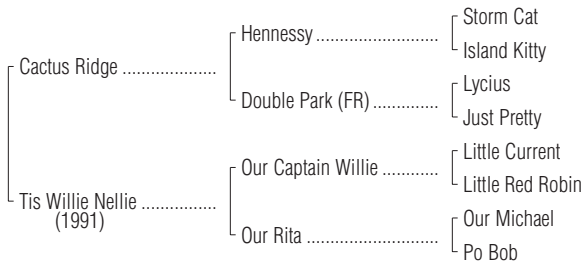 Storm Cat
Hennessy ........................
Island Kitty
Cactus Ridge ..................
Lycius
Double Park (FR) .............
Just Pretty
Little Current
Our Captain Willie ...........
Little Red Robin
Tis Willie Nellie ...............
(1991)
Our Michael
Our Rita ..........................
Po Bob